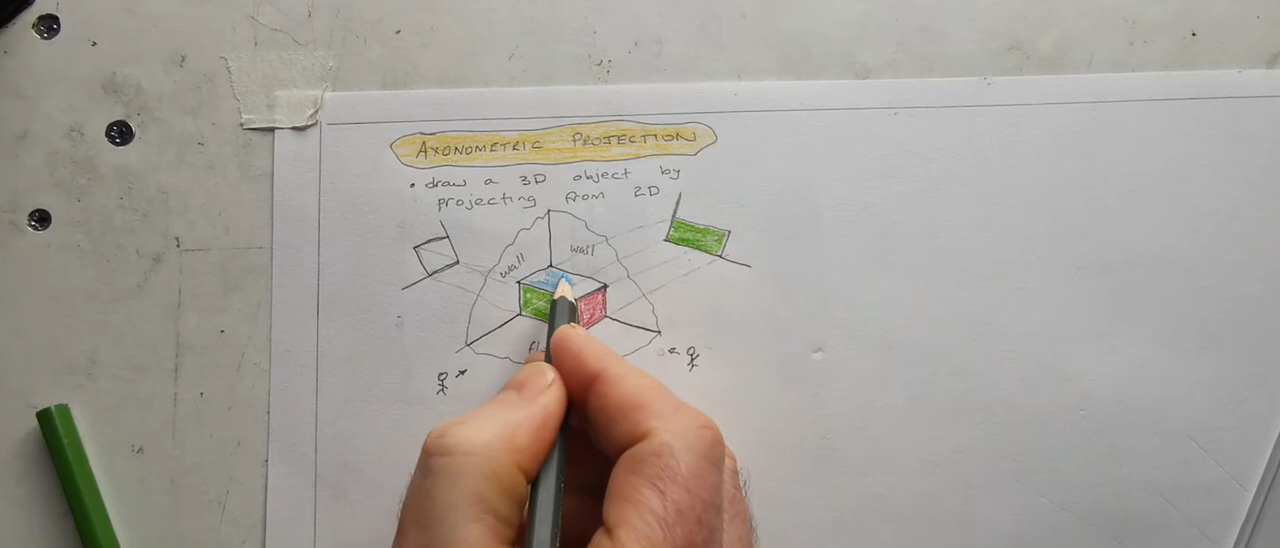 AXONOMETRIC PROJECTION
• draw a 3D object by
projecting from 2D
wall
wall